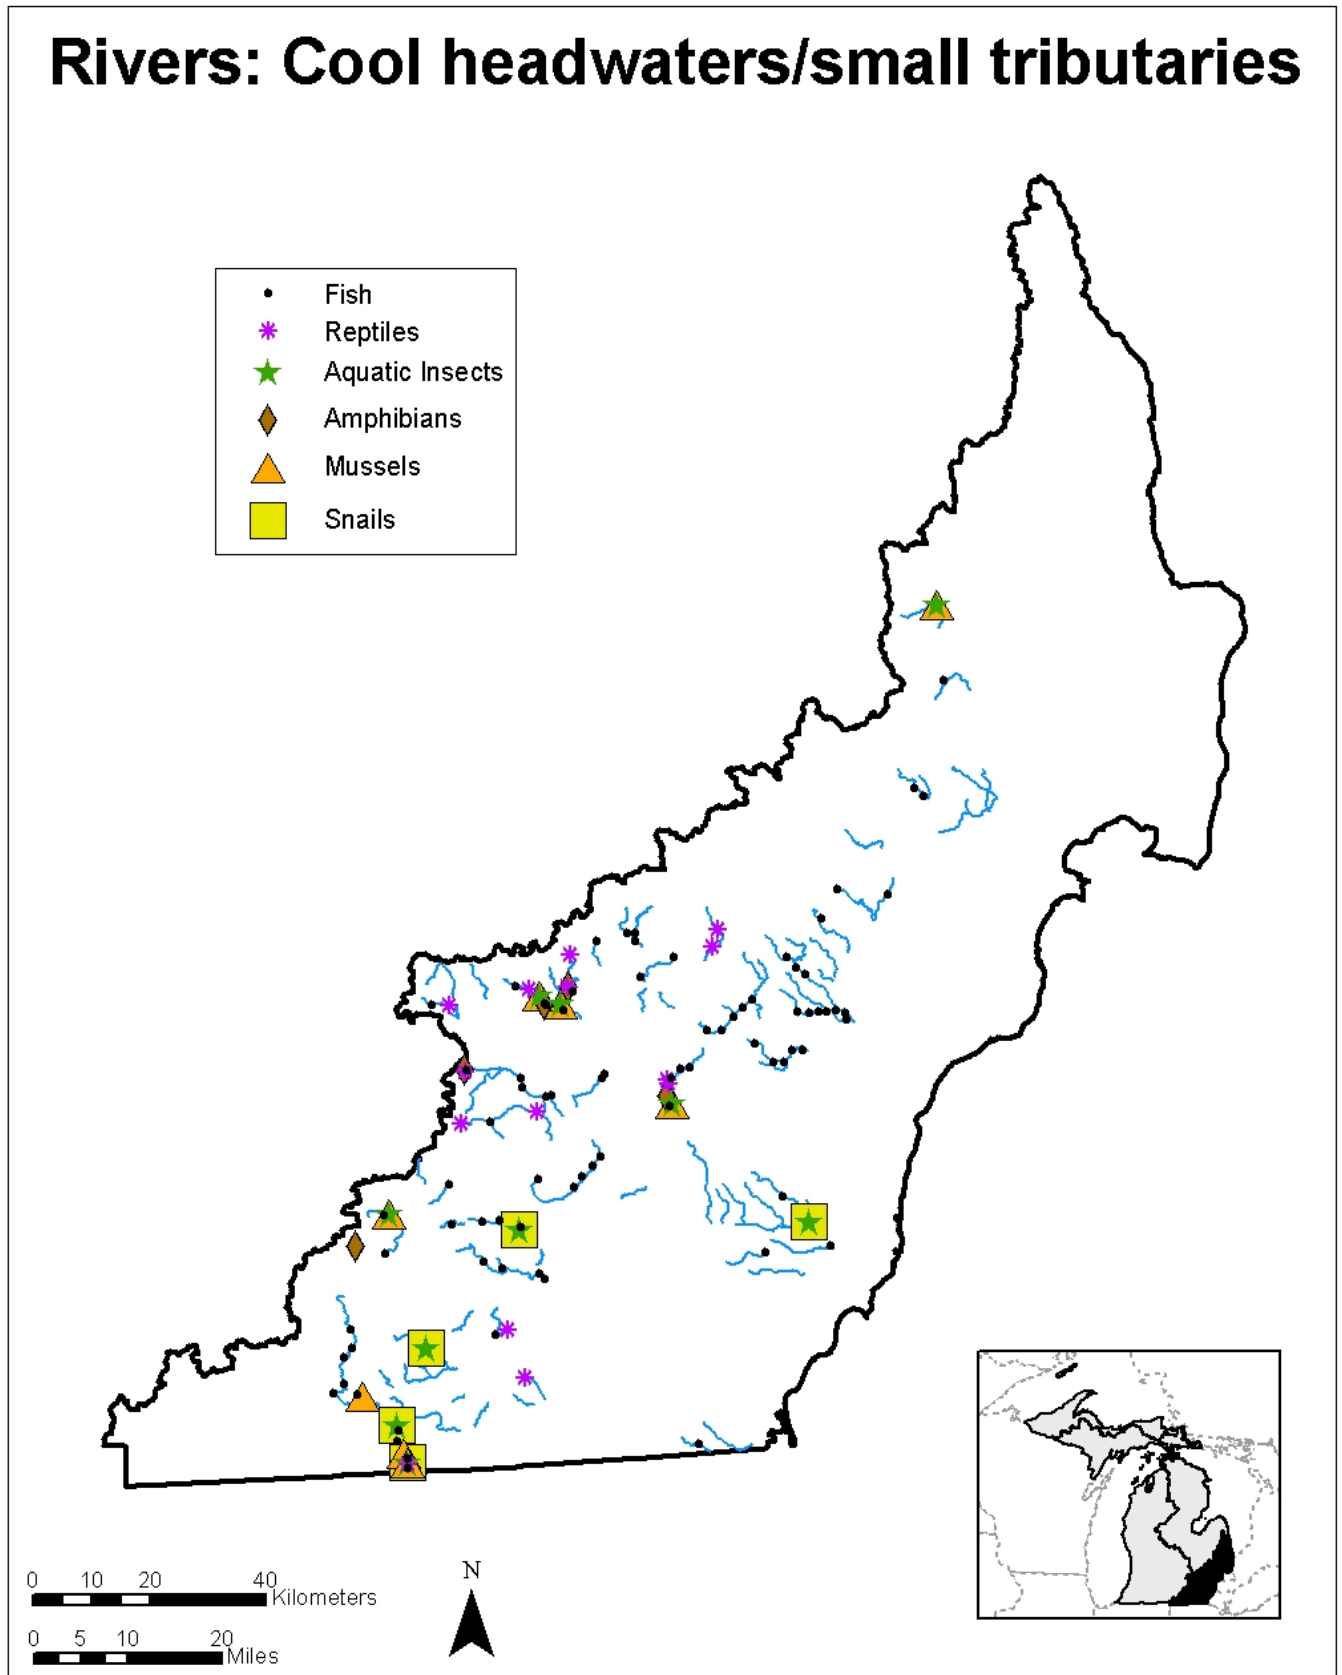 Rivers: Cool headwaters/small tributaries
Fish
Reptiles
Aquatic Insects
Amphibians
Mussels
Snails
0 10 20 40
Kilometers
0 5 10 20
Miles
N